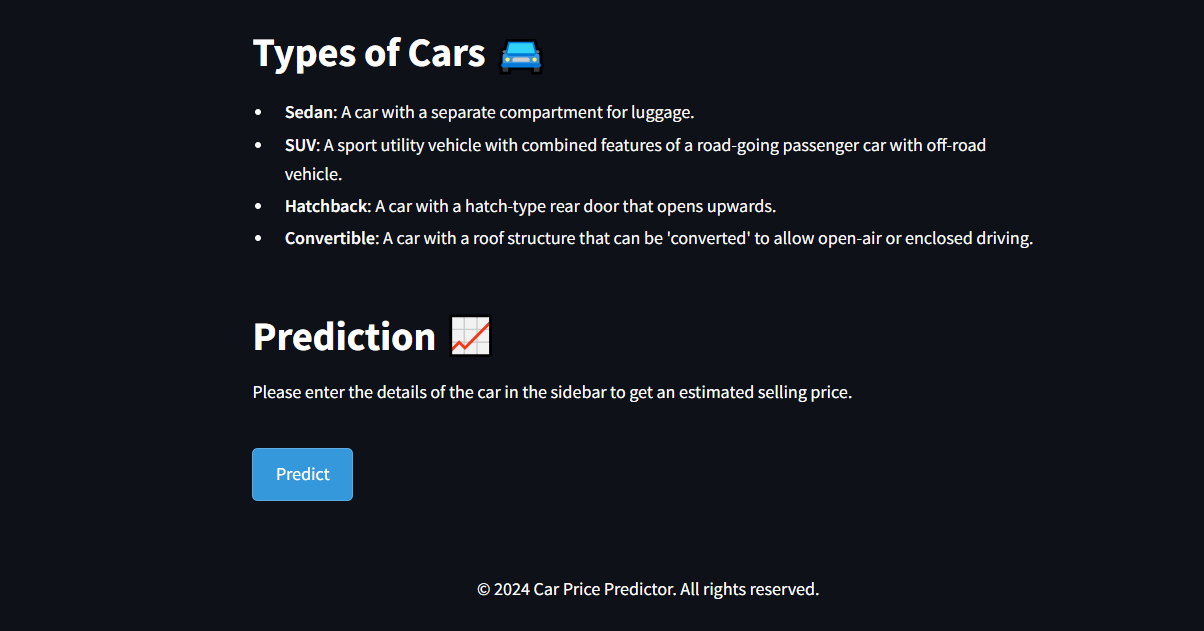 Types of Cars
• Sedan: A car with a separate compartment for luggage.
• SUV: A sport utility vehicle with combined features of a road-going passenger car with off-road
vehicle.
• Hatchback: A car with a hatch-type rear door that opens upwards.
• Convertible: A car with a roof structure that can be 'converted' to allow open-air or enclosed driving.
Prediction
Please enter the details of the car in the sidebar to get an estimated selling price.
Predict
© 2024 Car Price Predictor. All rights reserved.